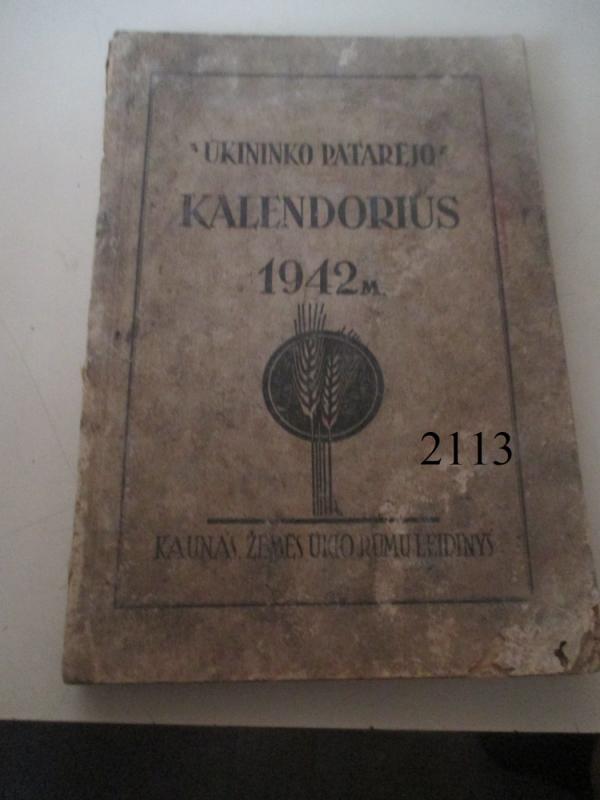 "ŪKININKO PATARĖJO"
KALENDORIUS
1942 M.
2113
KAUNAS, ŽEMĖS ŪKIO RŪMŲ LEIDINYS